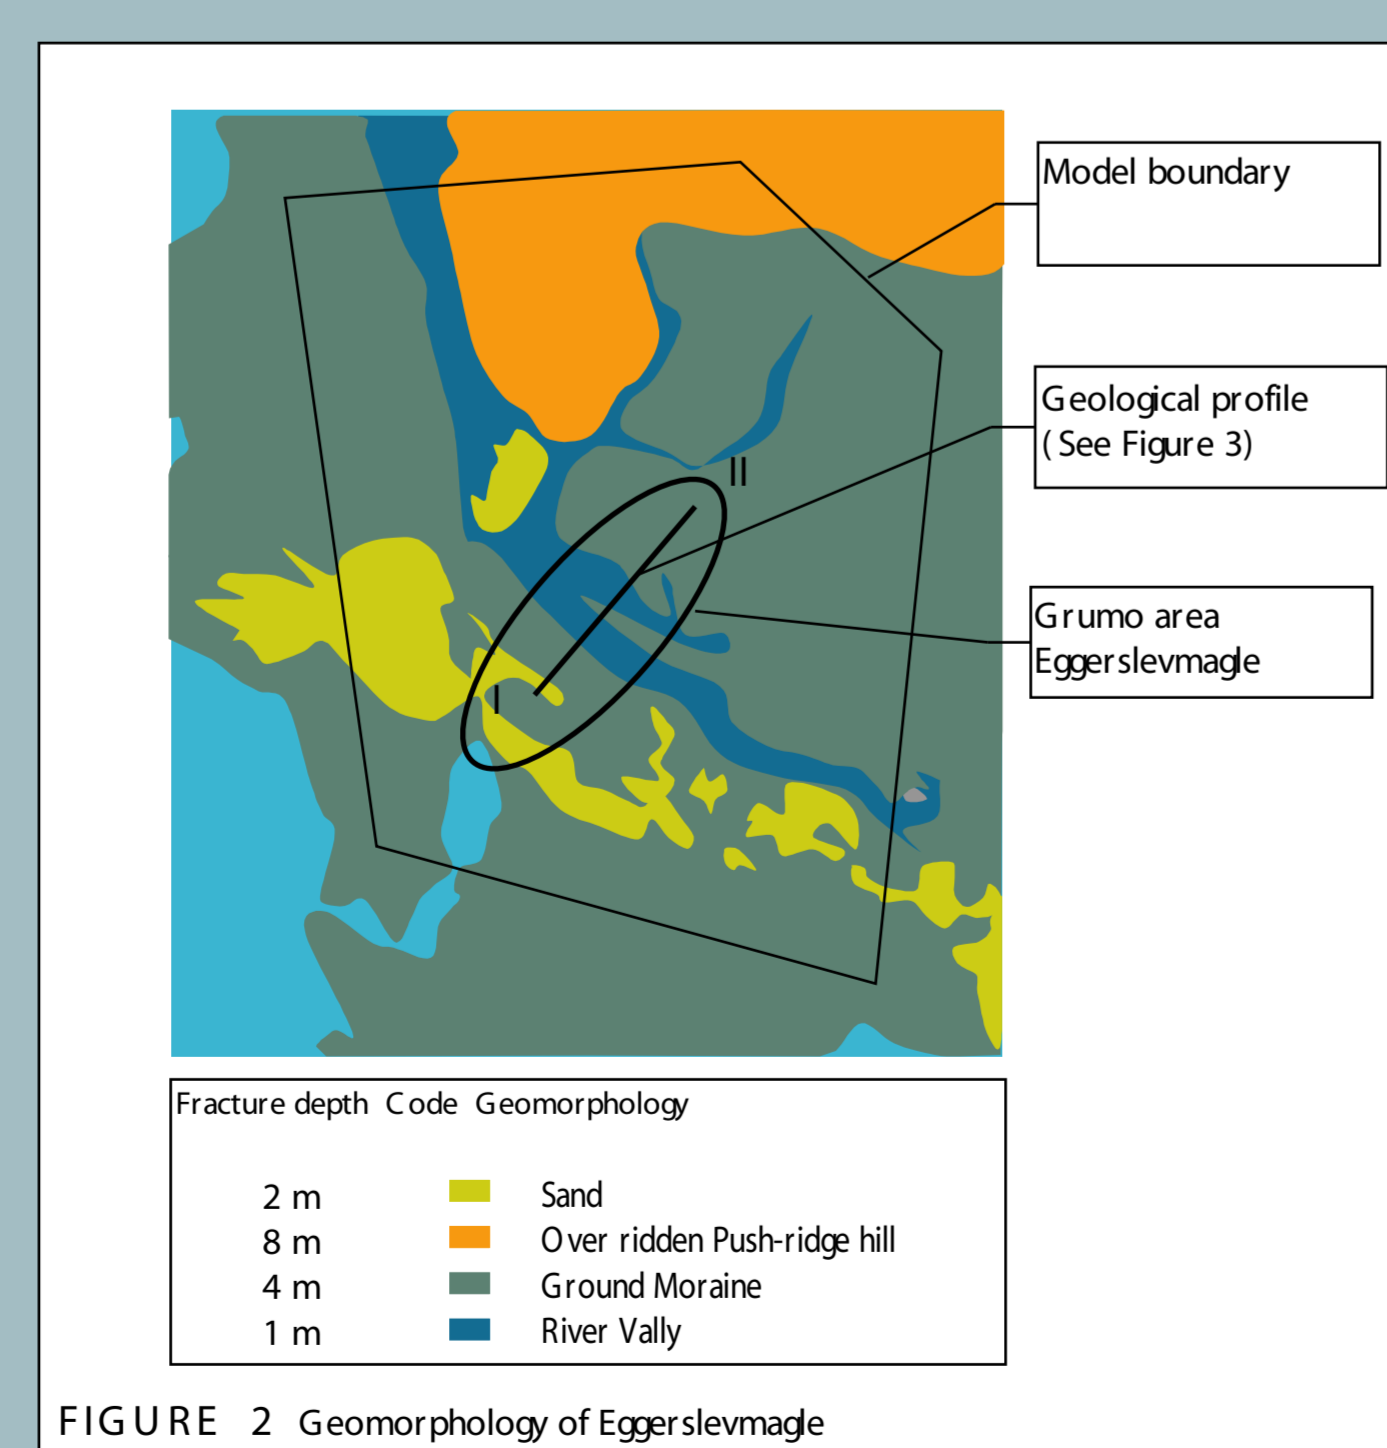 Model boundary
Geological profile
(See Figure 3)
II
Grumo area
Eggerslevmagle
I
Fracture depth Code Geomorphology
2 m Sand
8 m Over ridden Push-ridge hill
4 m Ground Moraine
1 m River Vally
FIGURE 2 Geomorphology of Eggerslevmagle